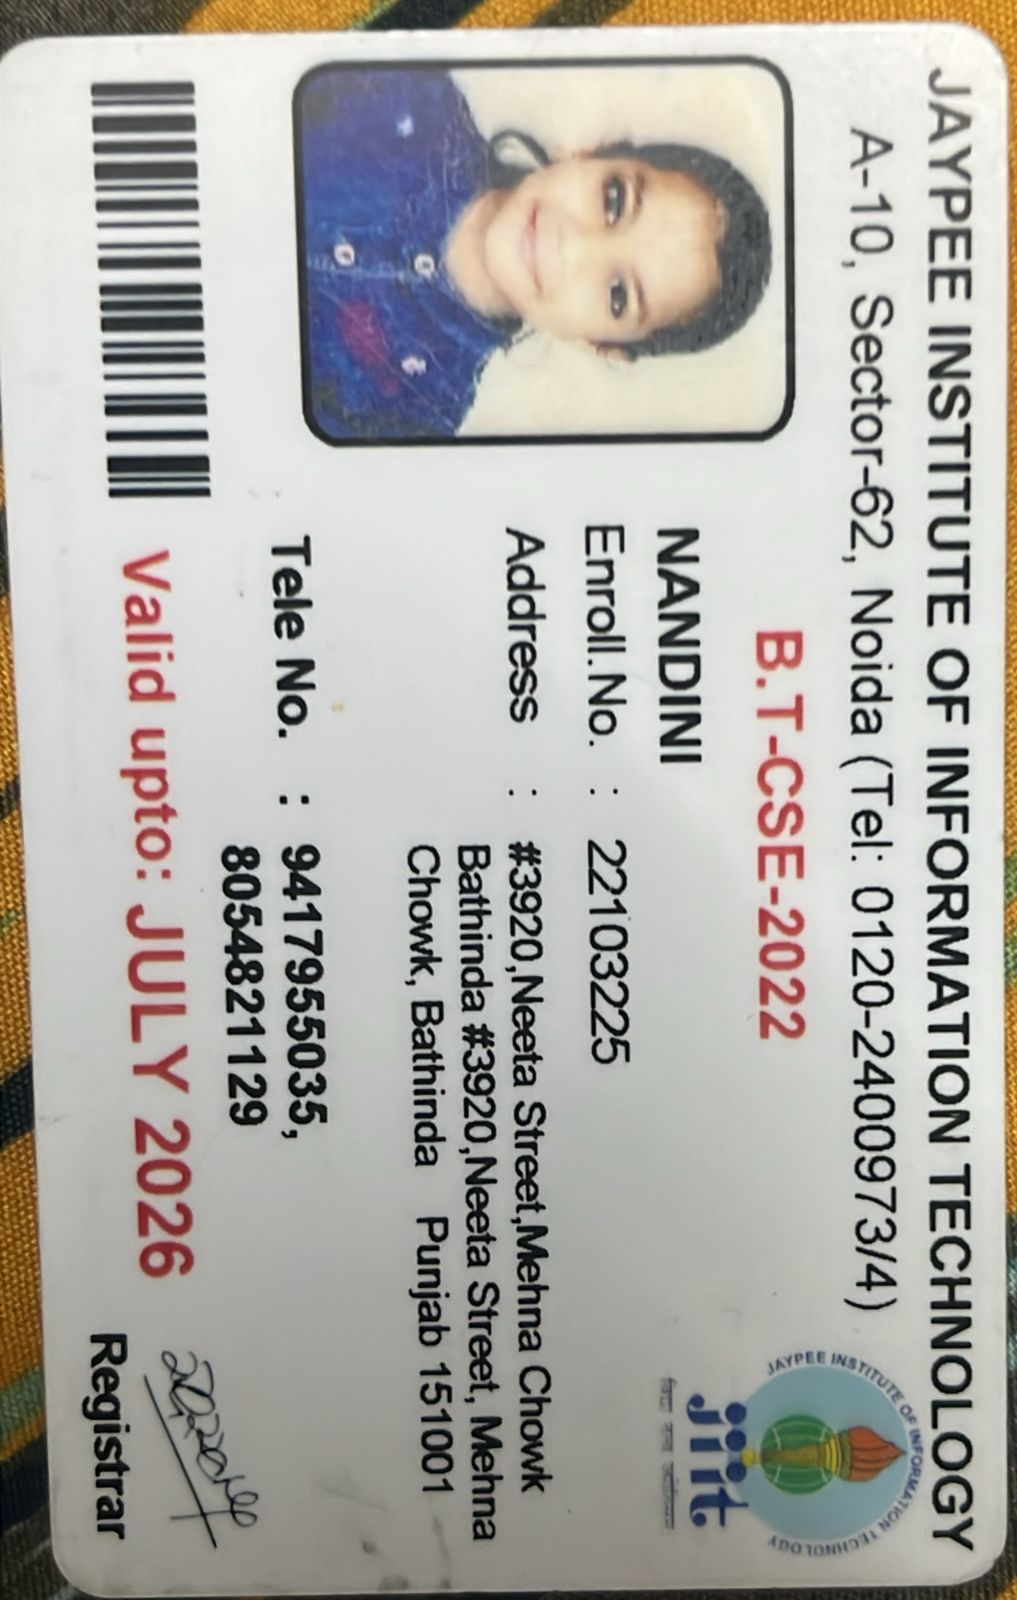 JAYPEE INSTITUTE OF INFORMATION TECHNOLOGY
A-10, Sector-62, Noida (Tel: 0120-2400973/4)
B.T-CSE-2022
JAYPEE INSTITUTE OF INFORMATION TECHNOLOGY
jiit
NANDINI
Enroll.No. : 22103225
Address : #3920,Neeta Street,Mehna Chowk
Bathinda #3920,Neeta Street, Mehna
Chowk, Bathinda Punjab 151001
Tele No. : 9417955035,
8054821129
Valid upto: JULY 2026
Registrar